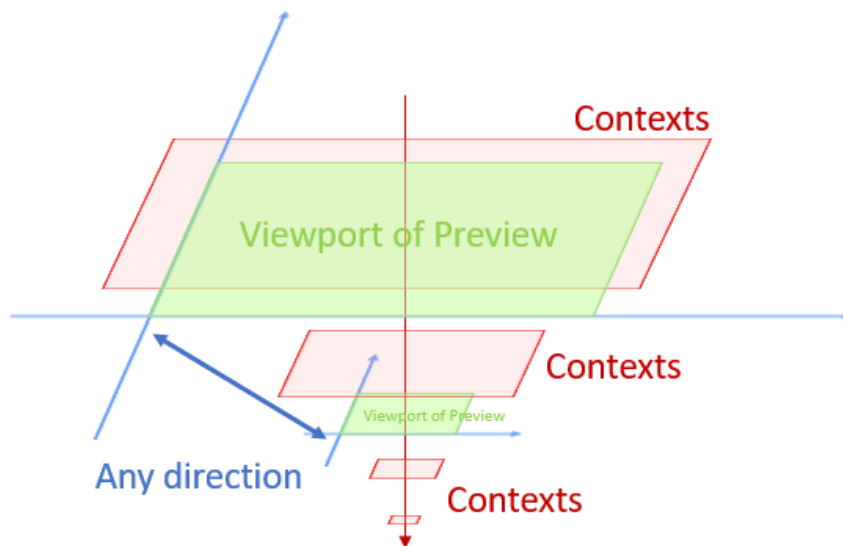 Contexts
Viewport of Preview
Contexts
Viewport of Preview
Any direction
Contexts